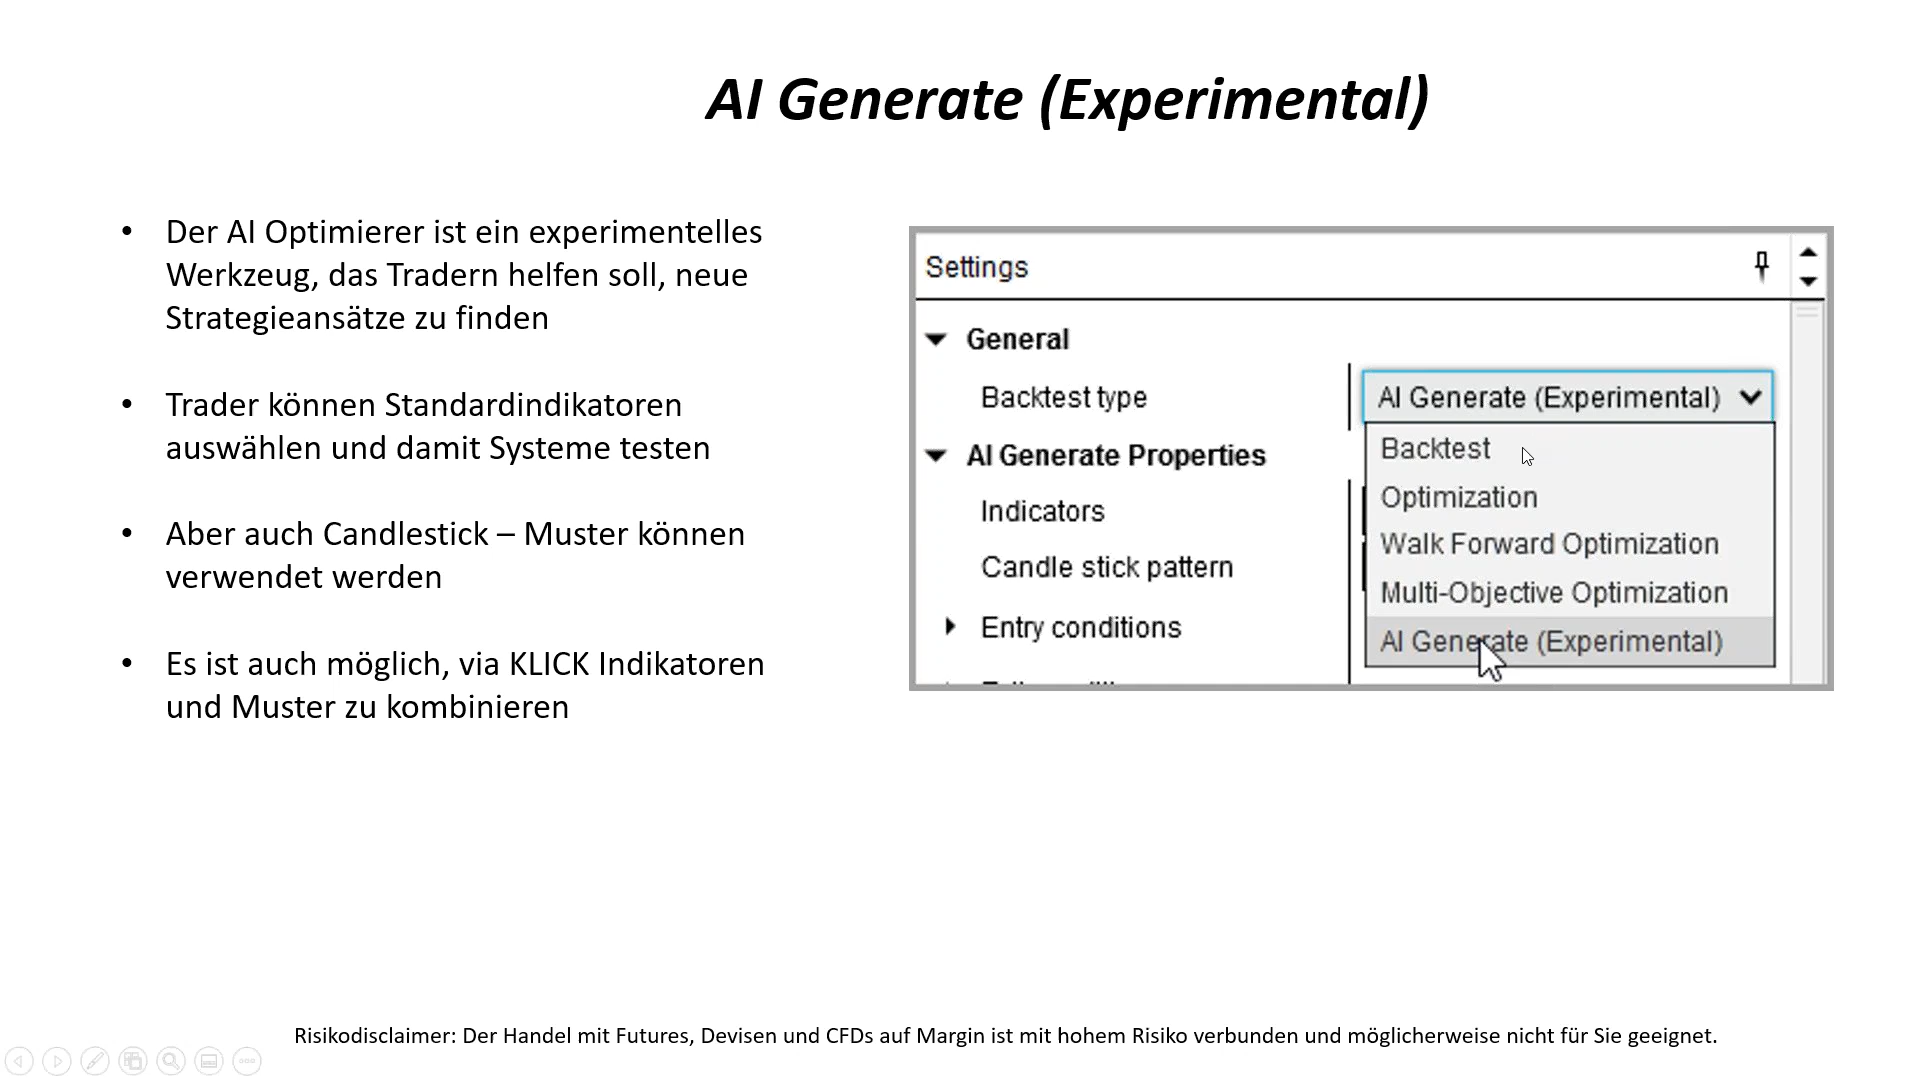 AI Generate (Experimental)
• Der AI Optimierer ist ein experimentelles
Werkzeug, das Tradern helfen soll, neue
Strategieansätze zu finden
• Trader können Standardindikatoren
auswählen und damit Systeme testen
• Aber auch Candlestick – Muster können
verwendet werden
• Es ist auch möglich, via KLICK Indikatoren
und Muster zu kombinieren
Settings
General
Backtest type
AI Generate (Experimental)
Backtest
Optimization
Walk Forward Optimization
Multi-Objective Optimization
AI Generate (Experimental)
AI Generate Properties
Indicators
Candle stick pattern
Entry conditions
Risikodisclaimer: Der Handel mit Futures, Devisen und CFDs auf Margin ist mit hohem Risiko verbunden und möglicherweise nicht für Sie geeignet.